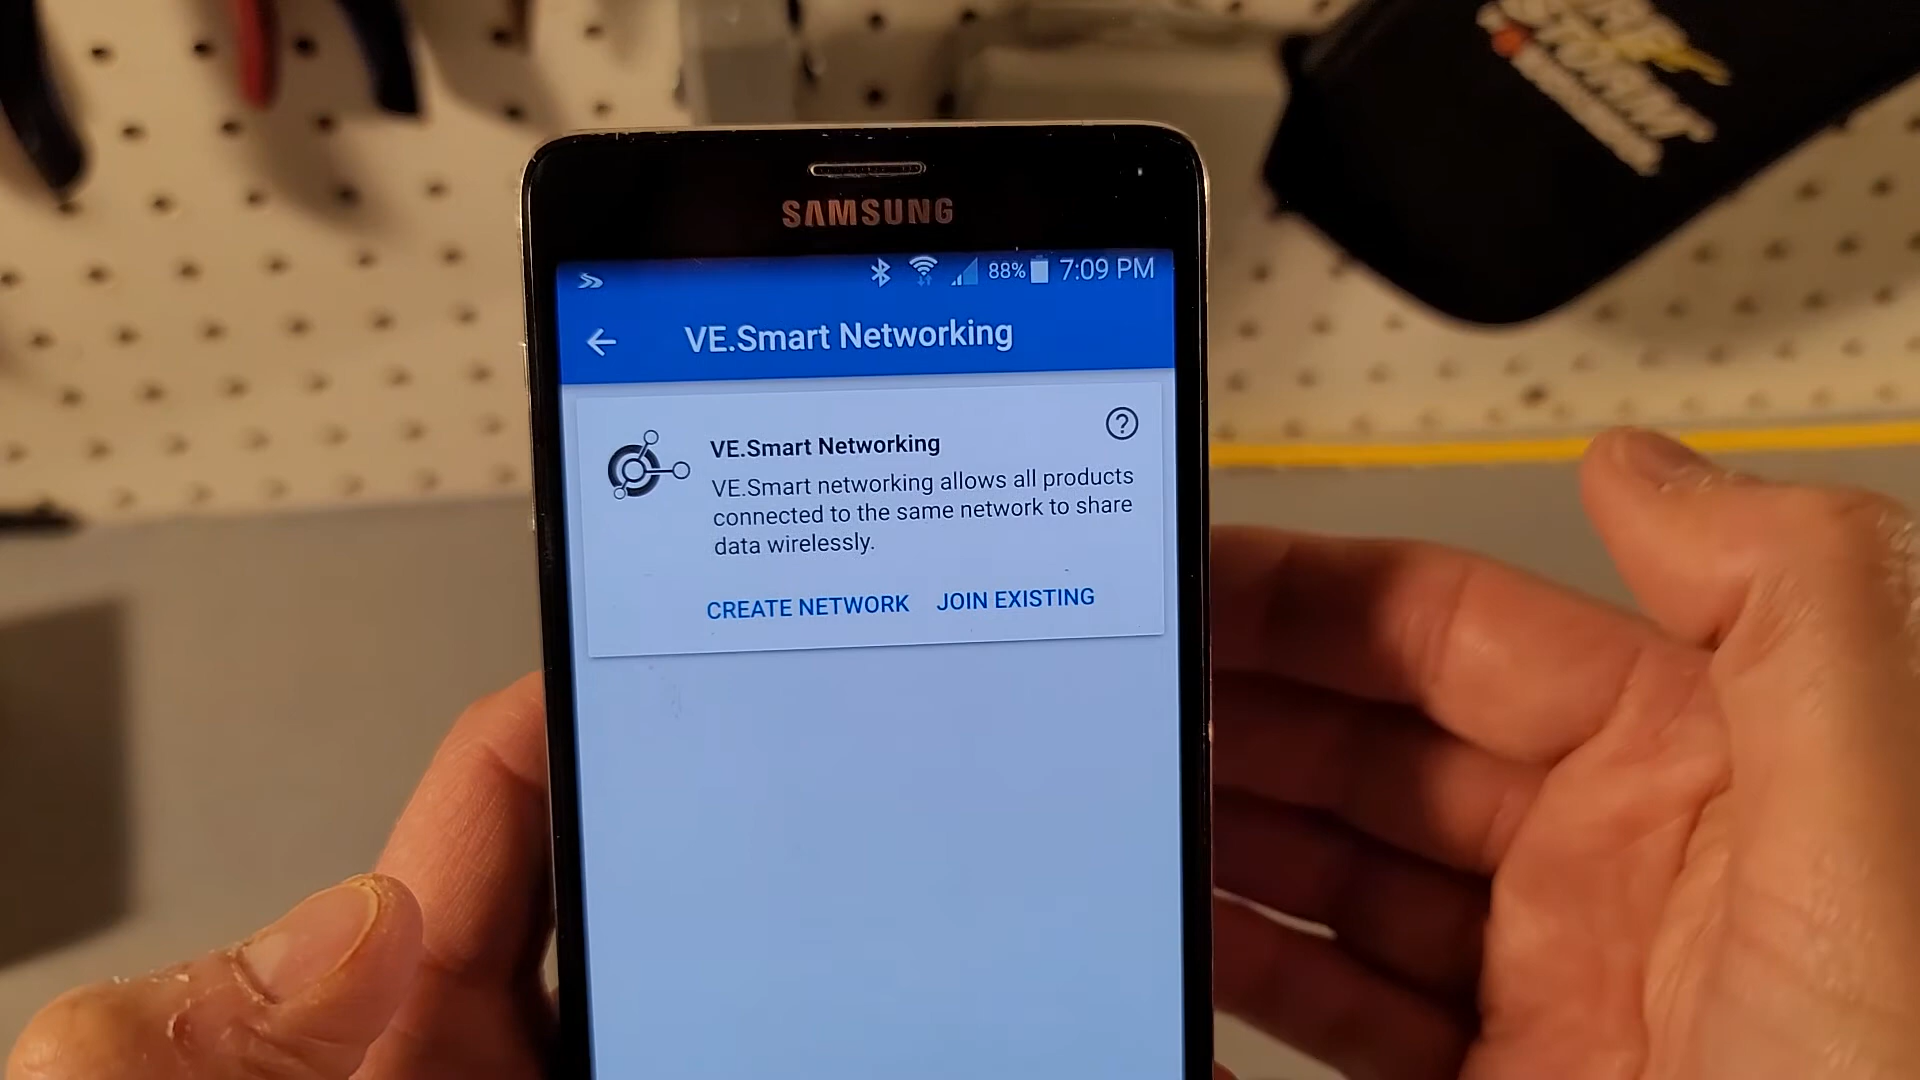 SAMSUNG
88% 7:09 PM
VE.Smart Networking
VE.Smart Networking
VE.Smart networking allows all products
connected to the same network to share
data wirelessly.
CREATE NETWORK JOIN EXISTING